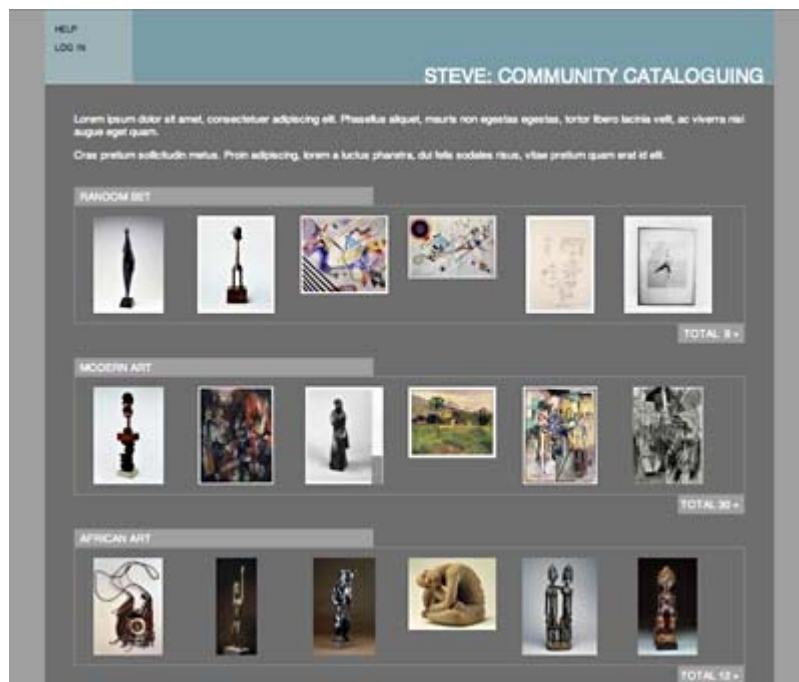 HELP
LOG IN
STEVE: COMMUNITY CATALOGUING
Lorem ipsum dolor sit amet, consectetuer adipiscing elit. Phasellus aliquet, mauris non egestas egestas, tortor libero lacinia velit, ac viverra nisl
augue eget quam.
Cras pretium sollicitudin metus. Proin adipiscing, lorem a luctus pharetra, dui felis sodales risus, vitae pretium quam erat id elit.
RANDOM SET
TOTAL »
MODERN ART
TOTAL 30 »
AFRICAN ART
TOTAL 12 »